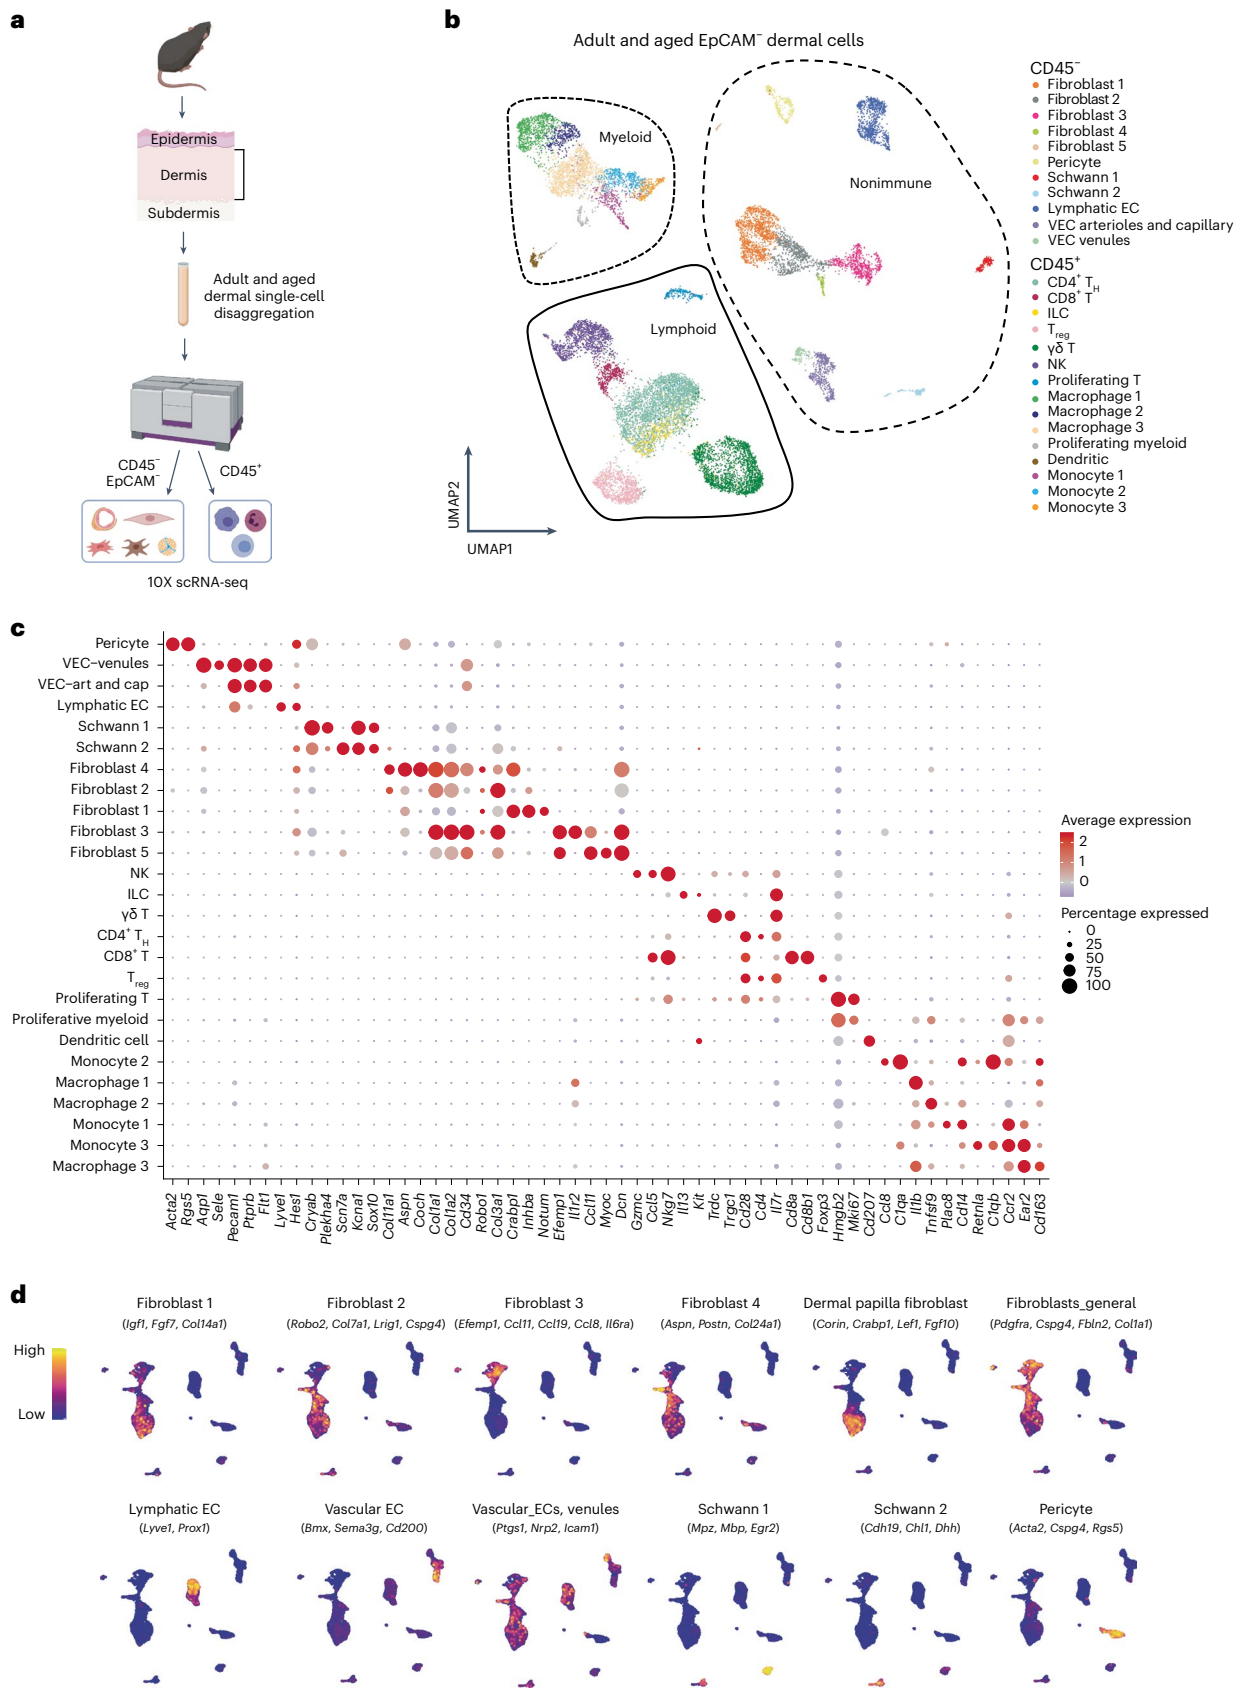 a
Epidermis
Dermis
Subdermis
Adult and aged
dermal single-cell
disaggregation
CD45⁻
EpCAM⁻
CD45⁺
10X scRNA-seq
b
Adult and aged EpCAM⁻ dermal cells
Myeloid
Nonimmune
Lymphoid
UMAP2
UMAP1
CD45⁻
Fibroblast 1
Fibroblast 2
Fibroblast 3
Fibroblast 4
Fibroblast 5
Pericyte
Schwann 1
Schwann 2
Lymphatic EC
VEC arterioles and capillary
VEC venules
CD45⁺
CD4⁺ T_H
CD8⁺ T
ILC
T_reg
γδ T
NK
Proliferating T
Macrophage 1
Macrophage 2
Macrophage 3
Proliferating myeloid
Dendritic
Monocyte 1
Monocyte 2
Monocyte 3
c
Pericyte
VEC–venules
VEC–art and cap
Lymphatic EC
Schwann 1
Schwann 2
Fibroblast 4
Fibroblast 2
Fibroblast 1
Fibroblast 3
Fibroblast 5
NK
ILC
γδ T
CD4⁺ T_H
CD8⁺ T
T_reg
Proliferating T
Proliferative myeloid
Dendritic cell
Monocyte 2
Macrophage 1
Macrophage 2
Monocyte 1
Monocyte 3
Macrophage 3
Acta2
Rgs5
Aqp1
Sele
Pecam1
Ptprb
Flt1
Lyve1
Hes1
Cryab
Plekha4
Scn7a
Kcna1
Sox10
Col11a1
Aspn
Coch
Col1a1
Col1a2
Cd34
Robo1
Col3a1
Crabp1
Inhba
Notum
Efemp1
Il1r2
Ccl11
Myoc
Dcn
Gzmc
Ccl5
Nkg7
Il13
Kit
Trdc
Trgc1
Cd28
Cd4
Il7r
Cd8a
Cd8b1
Foxp3
Hmgb2
Mki67
Cd207
Ccl8
C1qa
Il1b
Tnfsf9
Plac8
Cd14
Retnla
C1qb
Ccr2
Ear2
Cd163
Average expression
2
1
0
Percentage expressed
0
25
50
75
100
d
High
Low
Fibroblast 1
(Igf1, Fgf7, Col14a1)
Fibroblast 2
(Robo2, Col7a1, Lrig1, Cspg4)
Fibroblast 3
(Efemp1, Ccl11, Ccl19, Ccl8, Il6ra)
Fibroblast 4
(Aspn, Postn, Col24a1)
Dermal papilla fibroblast
(Corin, Crabp1, Lef1, Fgf10)
Fibroblasts_general
(Pdgfra, Cspg4, Fbln2, Col1a1)
Lymphatic EC
(Lyve1, Prox1)
Vascular EC
(Bmx, Sema3g, Cd200)
Vascular_ECs, venules
(Ptgs1, Nrp2, Icam1)
Schwann 1
(Mpz, Mbp, Egr2)
Schwann 2
(Cdh19, Chl1, Dhh)
Pericyte
(Acta2, Cspg4, Rgs5)